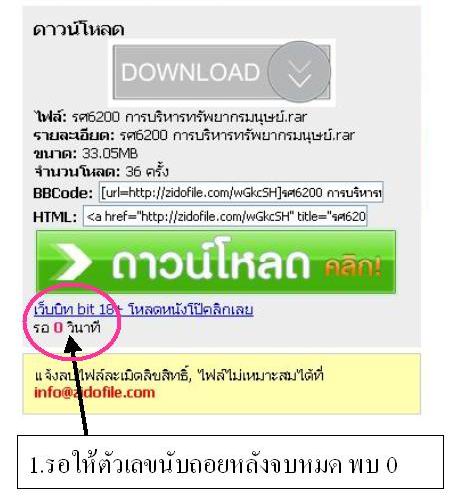 ดาวน์โหลด
DOWNLOAD
ไฟล์: รศ6200 การบริหารทรัพยากรมนุษย์.rar
รายละเอียด: รศ6200 การบริหารทรัพยากรมนุษย์.rar
ขนาด: 33.05MB
จำนวนโหลด: 36 ครั้ง
BBCode: [url=http://zidofile.com/wGkcSH]รศ6200 การบริหารท
HTML: <a href="http://zidofile.com/wGkcSH" title="รศ620
ดาวน์โหลด คลิก!
เว็บบิท bit 18+ โหลดหนังโป๊คลิกเลย
รอ 0 วินาที
แจ้งลบไฟล์ละเมิดลิขสิทธิ์, ไฟล์ไม่เหมาะสมได้ที่
info@zidofile.com
1.รอให้ตัวเลขนับถอยหลังจบหมด พบ 0